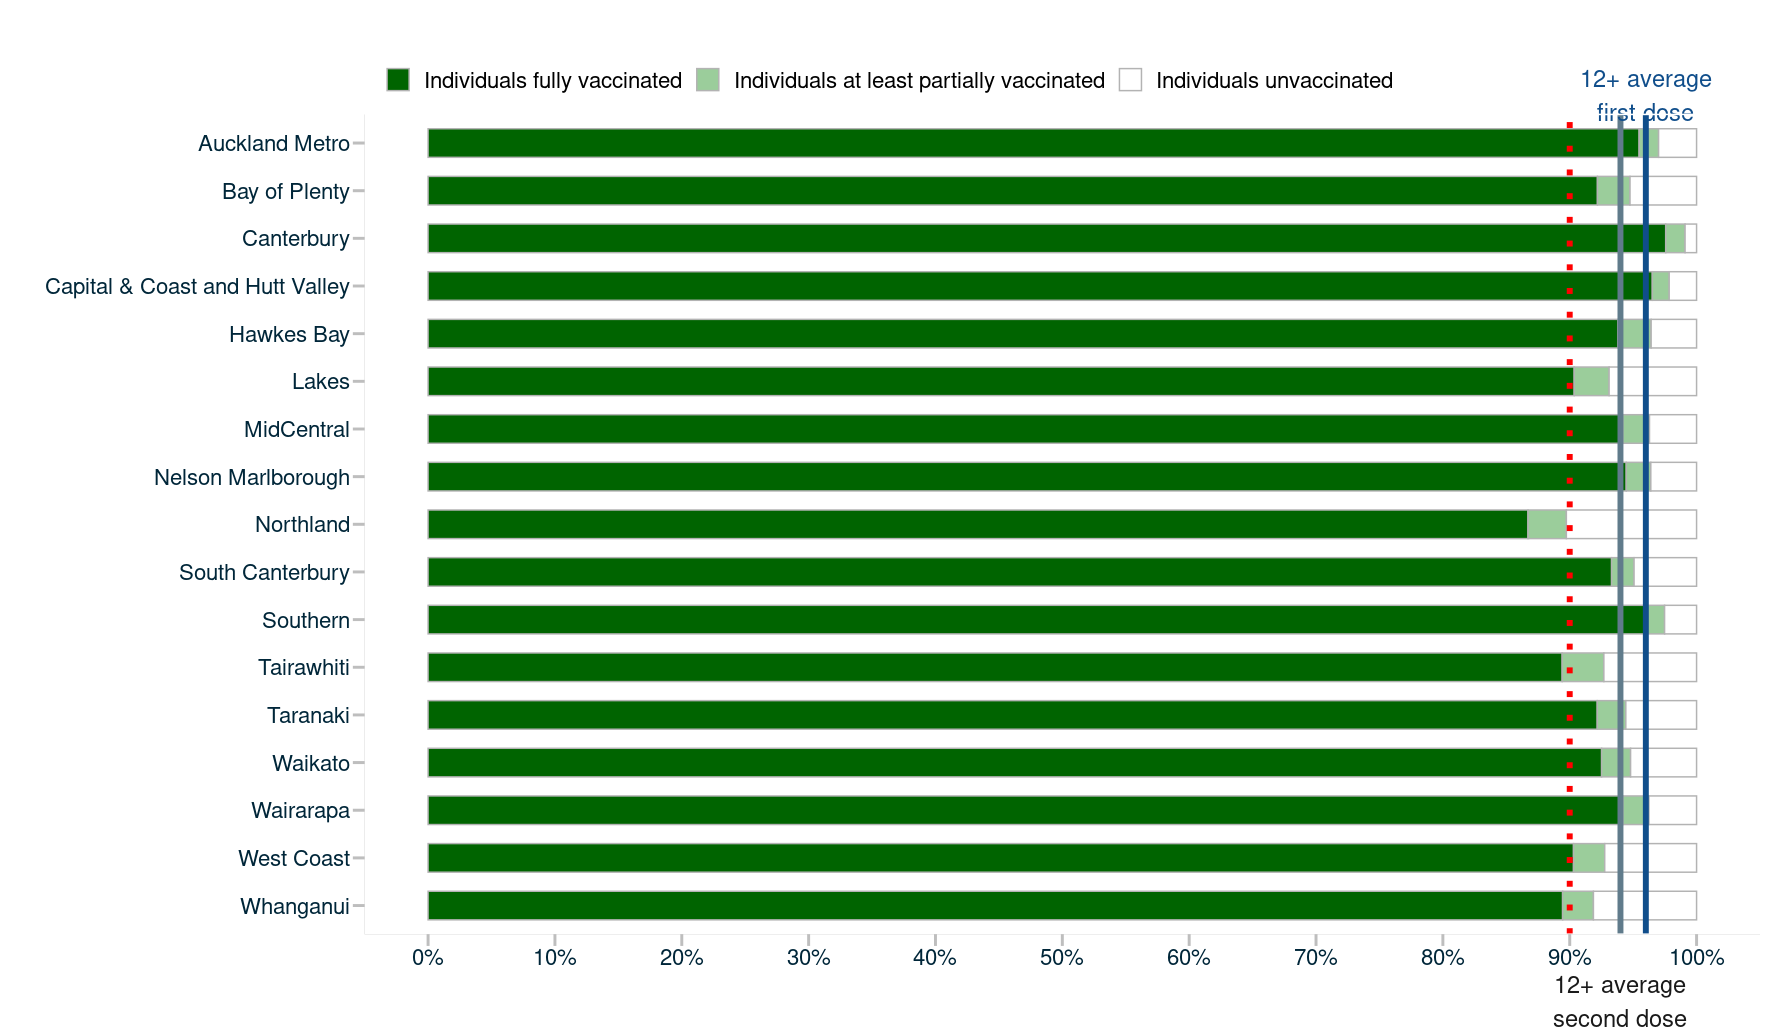 Individuals fully vaccinated Individuals at least partially vaccinated Individuals unvaccinated
12+ average
first dose
Auckland Metro
Bay of Plenty
Canterbury
Capital & Coast and Hutt Valley
Hawkes Bay
Lakes
MidCentral
Nelson Marlborough
Northland
South Canterbury
Southern
Tairawhiti
Taranaki
Waikato
Wairarapa
West Coast
Whanganui
0% 10% 20% 30% 40% 50% 60% 70% 80% 90% 100%
12+ average
second dose